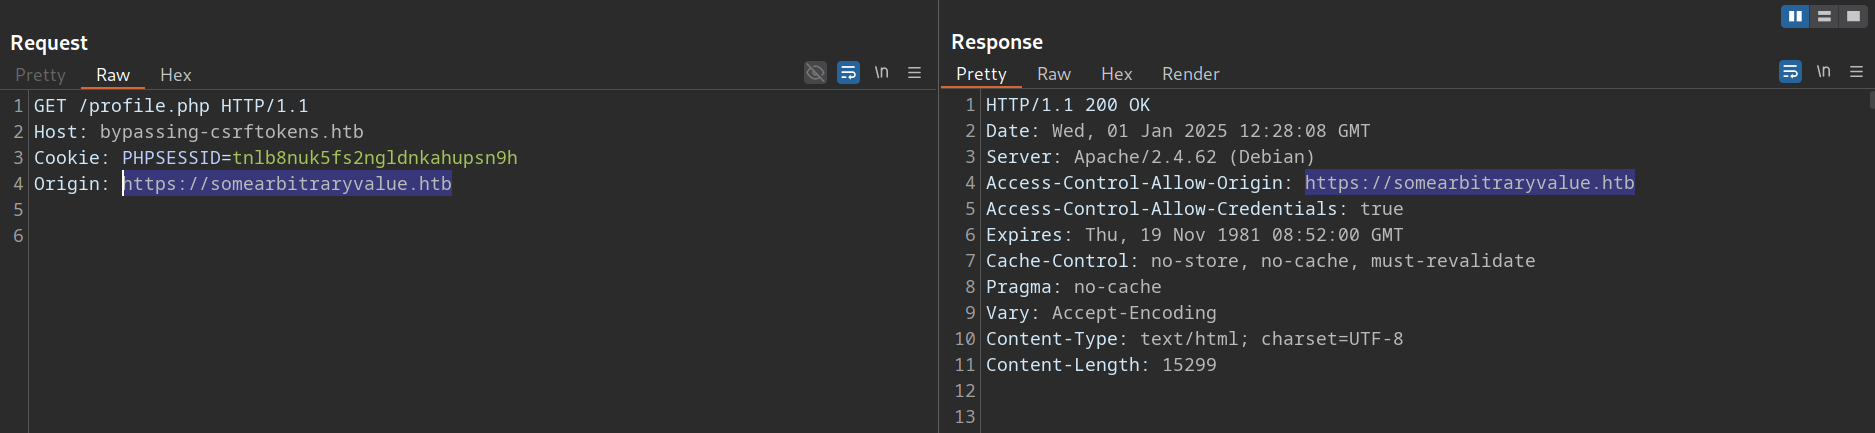 Request
Pretty Raw Hex
\n
1 GET /profile.php HTTP/1.1
2 Host: bypassing-csrftokens.htb
3 Cookie: PHPSESSID=tnlb8nuk5fs2ngldnkahupsn9h
4 Origin: https://somearbitraryvalue.htb
5
6
Response
Pretty Raw Hex Render
\n
1 HTTP/1.1 200 OK
2 Date: Wed, 01 Jan 2025 12:28:08 GMT
3 Server: Apache/2.4.62 (Debian)
4 Access-Control-Allow-Origin: https://somearbitraryvalue.htb
5 Access-Control-Allow-Credentials: true
6 Expires: Thu, 19 Nov 1981 08:52:00 GMT
7 Cache-Control: no-store, no-cache, must-revalidate
8 Pragma: no-cache
9 Vary: Accept-Encoding
10 Content-Type: text/html; charset=UTF-8
11 Content-Length: 15299
12
13